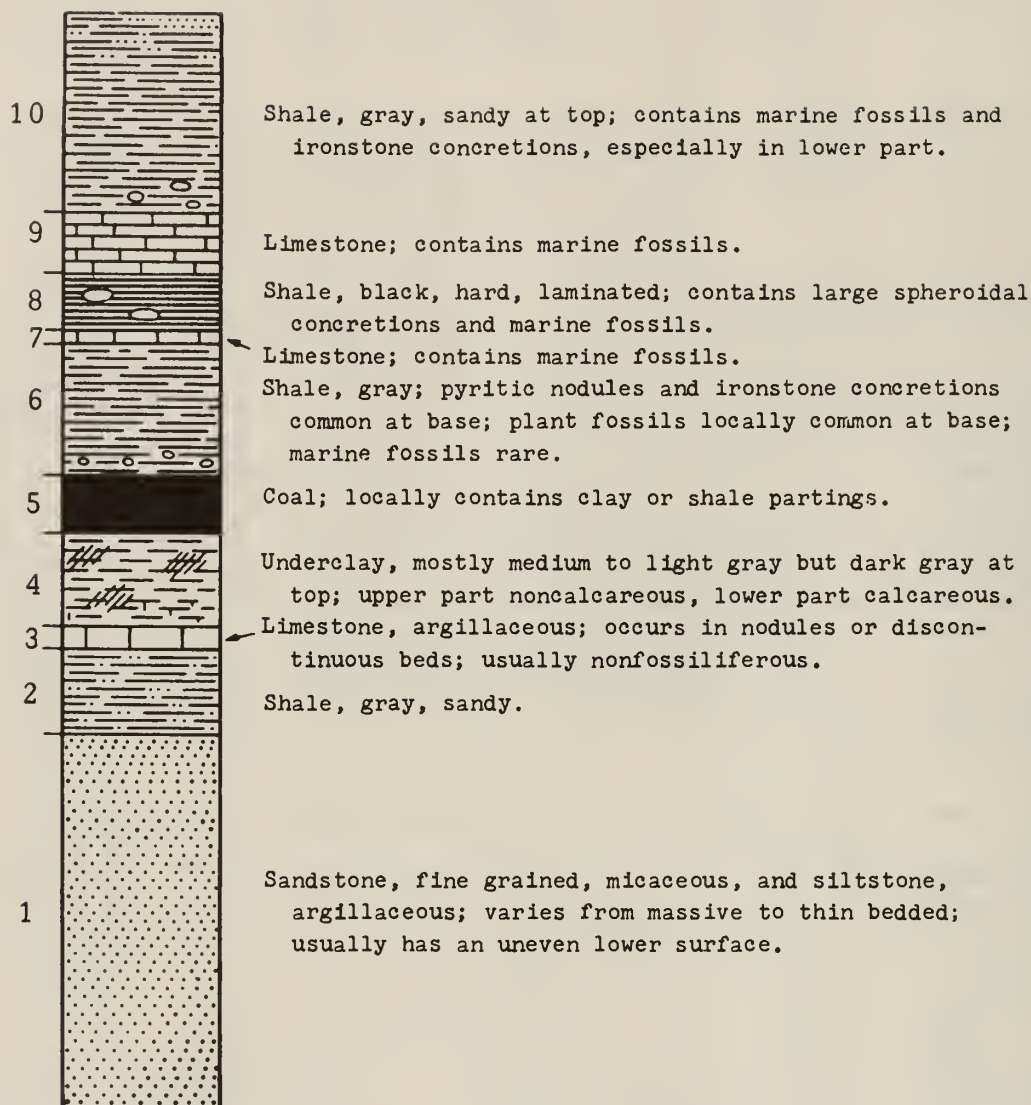 10
Shale, gray, sandy at top; contains marine fossils and
ironstone concretions, especially in lower part.
9
Limestone; contains marine fossils.
8
Shale, black, hard, laminated; contains large spheroidal
concretions and marine fossils.
7
Limestone; contains marine fossils.
6
Shale, gray; pyritic nodules and ironstone concretions
common at base; plant fossils locally common at base;
marine fossils rare.
5
Coal; locally contains clay or shale partings.
4
Underclay, mostly medium to light gray but dark gray at
top; upper part noncalcareous, lower part calcareous.
3
Limestone, argillaceous; occurs in nodules or discon-
tinuous beds; usually nonfossiliferous.
2
Shale, gray, sandy.
1
Sandstone, fine grained, micaceous, and siltstone,
argillaceous; varies from massive to thin bedded;
usually has an uneven lower surface.